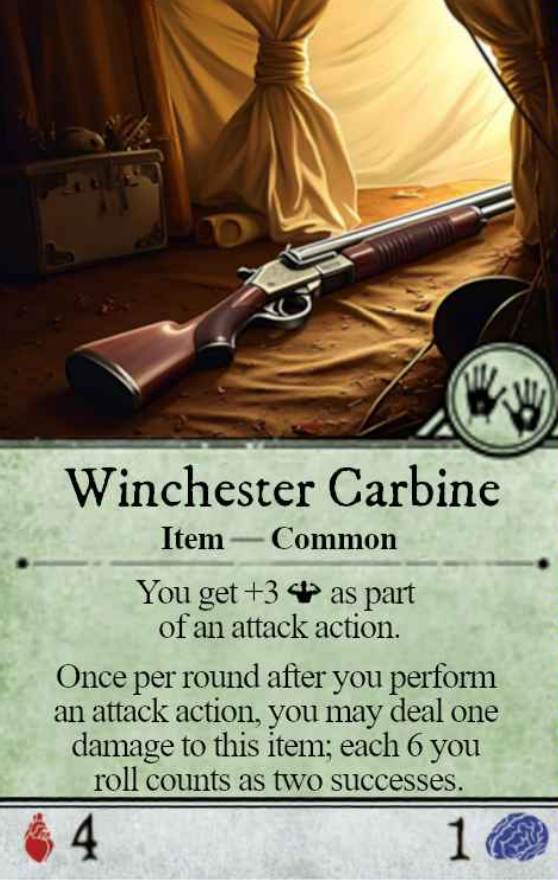 Winchester Carbine
Item — Common
You get +3 as part
of an attack action.
Once per round after you perform
an attack action, you may deal one
damage to this item; each 6 you
roll counts as two successes.
4 1